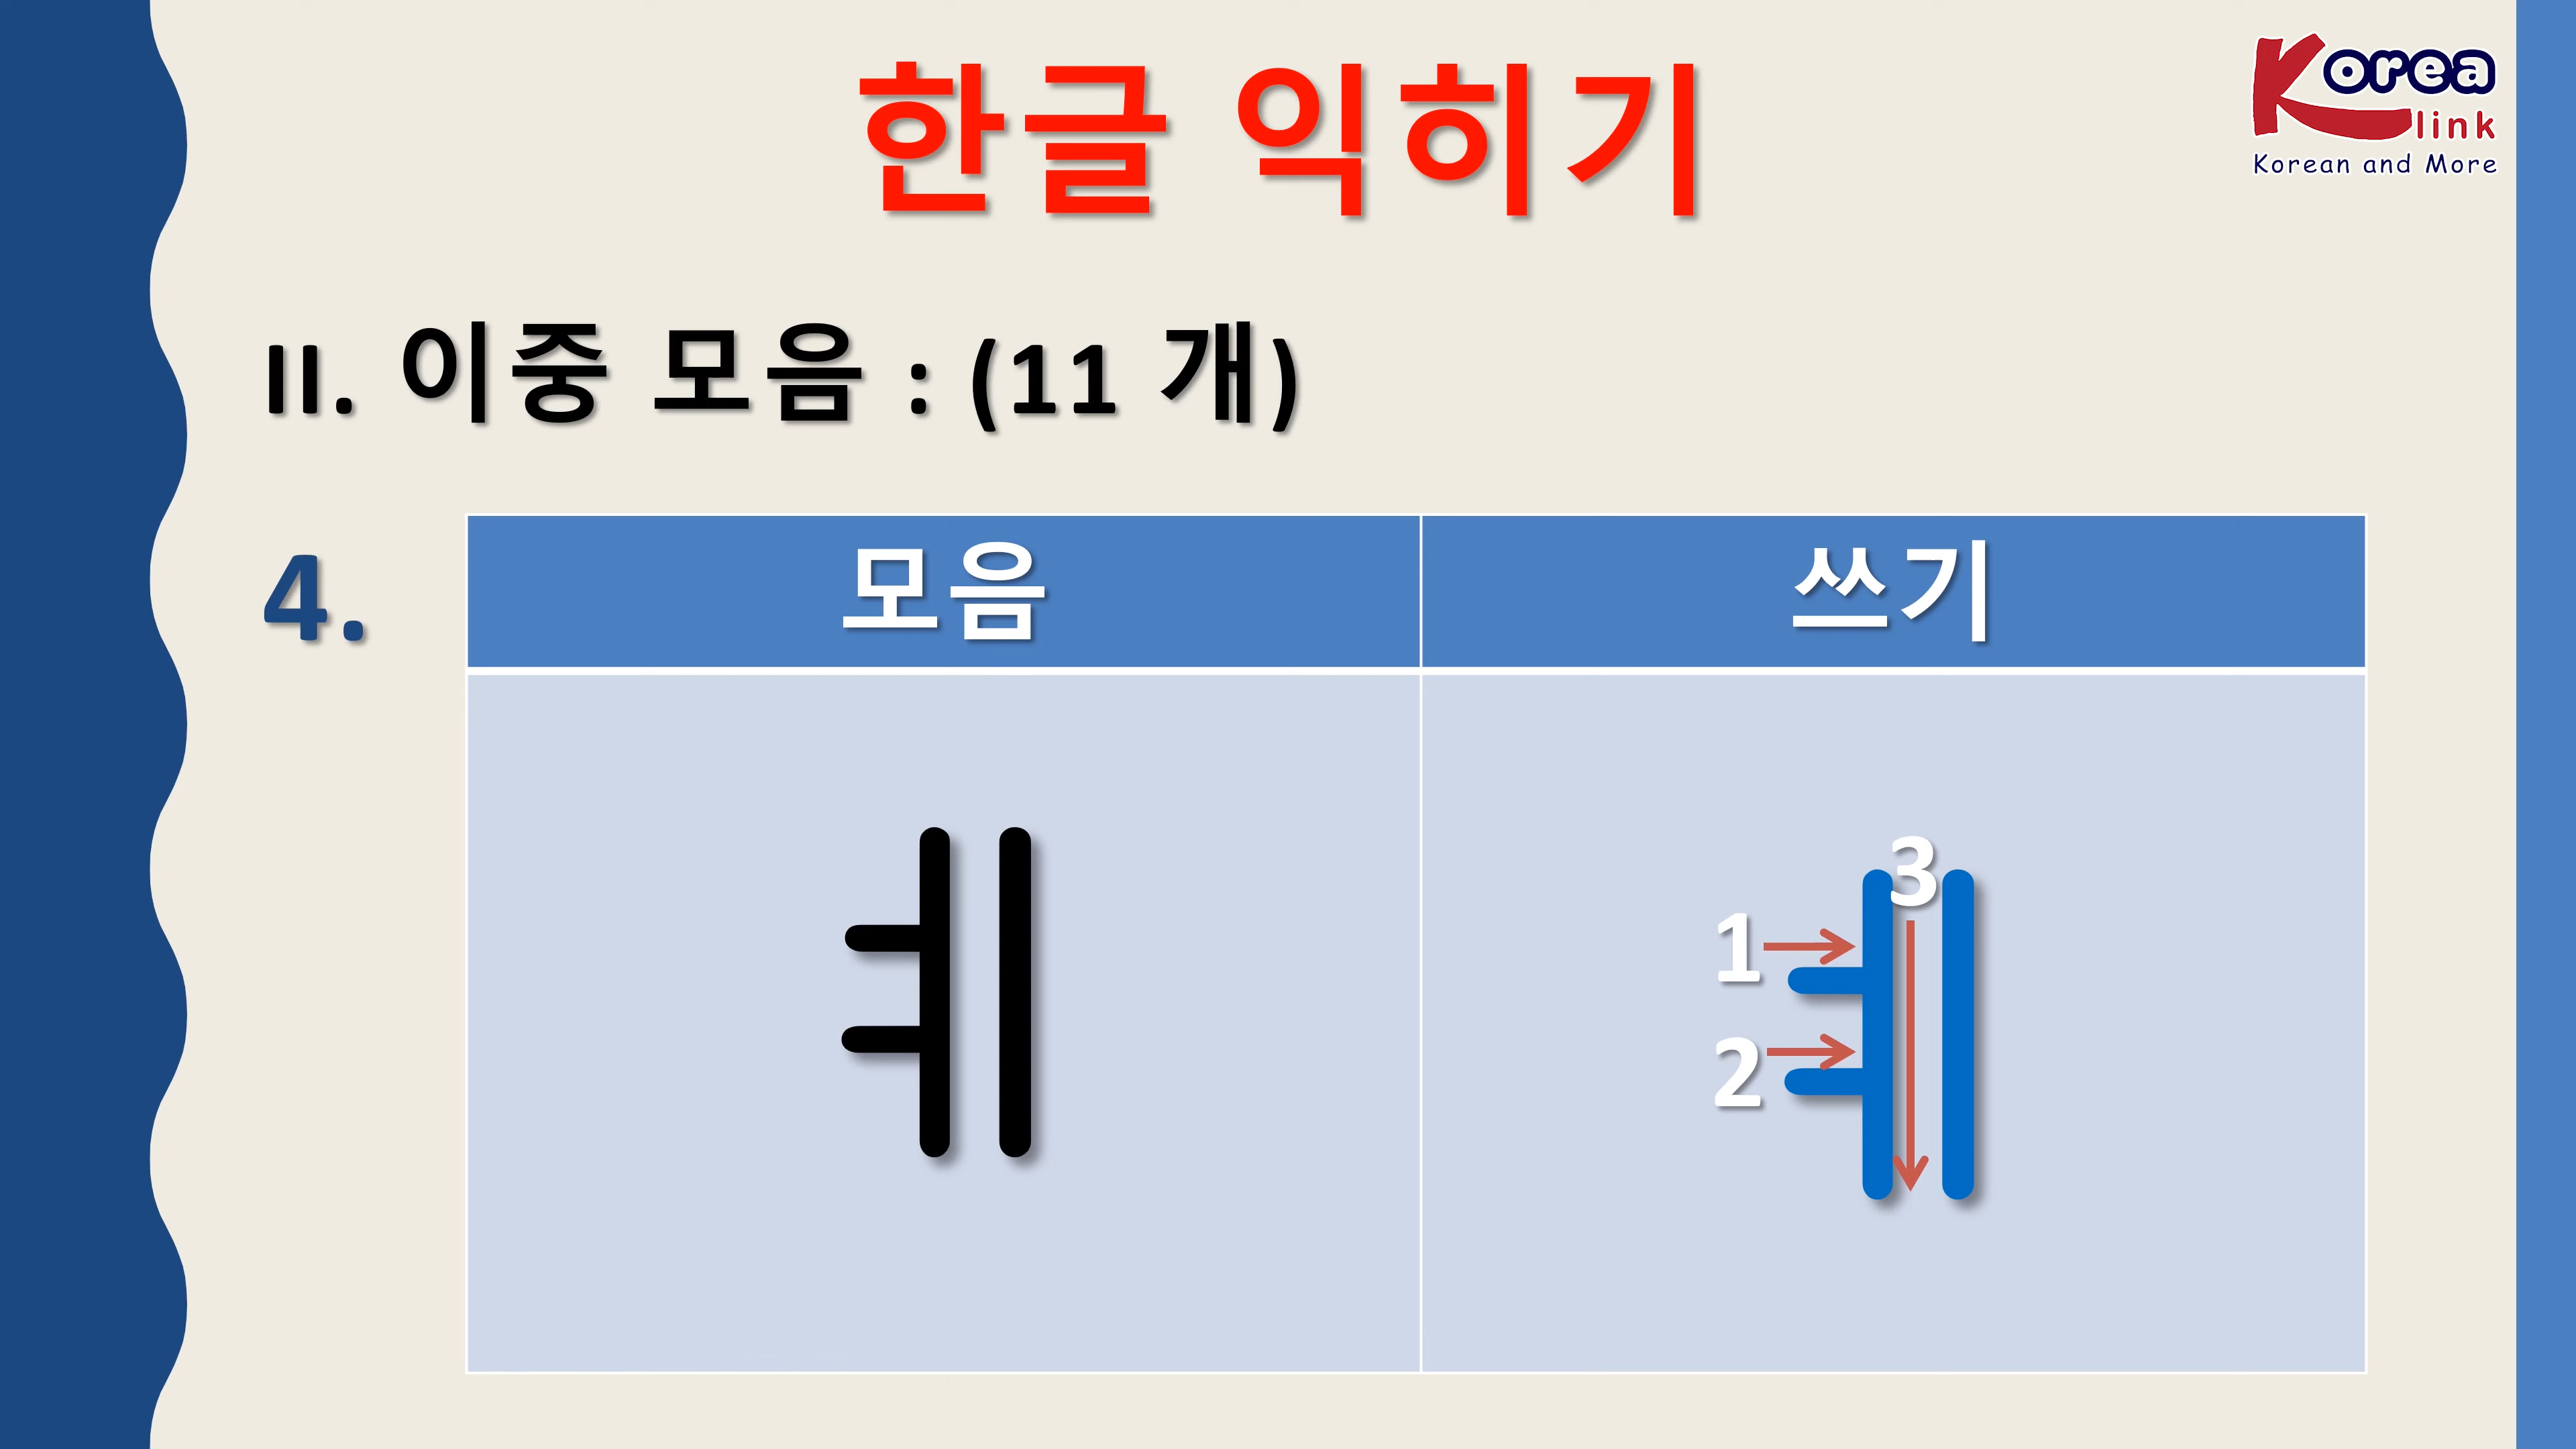 한글 익히기
Korea
link
Korean and More
II. 이중 모음 : (11 개)
4.
모음 쓰기
ㅖ ㅖ
3
1
2